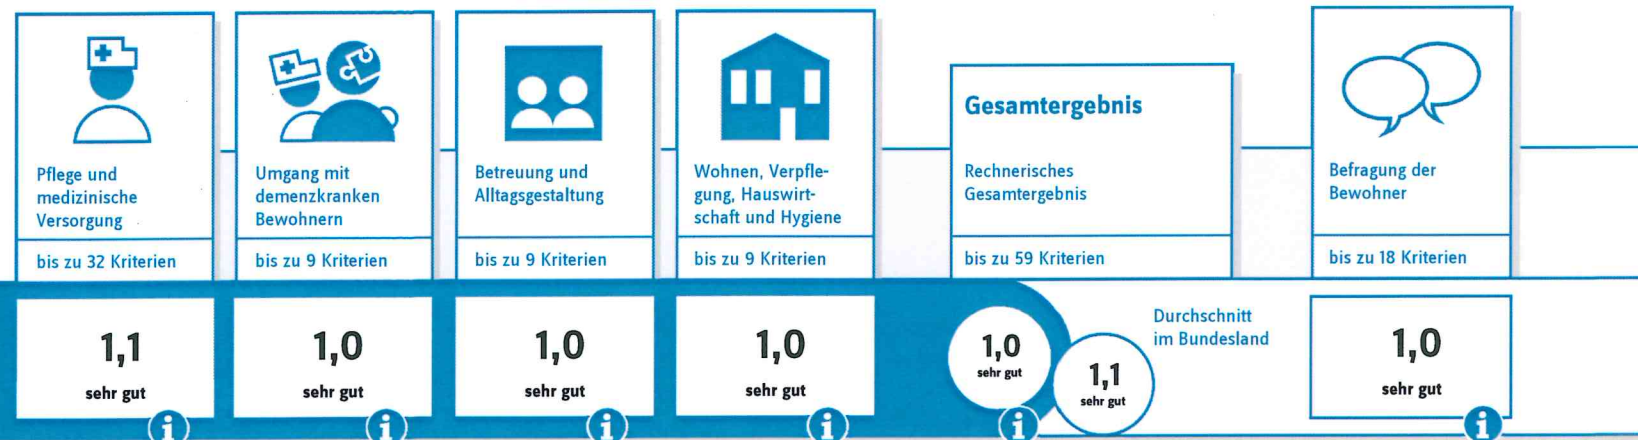 Pflege und
medizinische
Versorgung
bis zu 32 Kriterien
1,1
sehr gut
i
Umgang mit
demenzkranken
Bewohnern
bis zu 9 Kriterien
1,0
sehr gut
i
Betreuung und
Alltagsgestaltung
bis zu 9 Kriterien
1,0
sehr gut
i
Wohnen, Verpfle-
gung, Hauswirt-
schaft und Hygiene
bis zu 9 Kriterien
1,0
sehr gut
i
Gesamtergebnis
Rechnerisches
Gesamtergebnis
bis zu 59 Kriterien
1,0
sehr gut
i
Durchschnitt
im Bundesland
1,1
sehr gut
Befragung der
Bewohner
bis zu 18 Kriterien
1,0
sehr gut
i